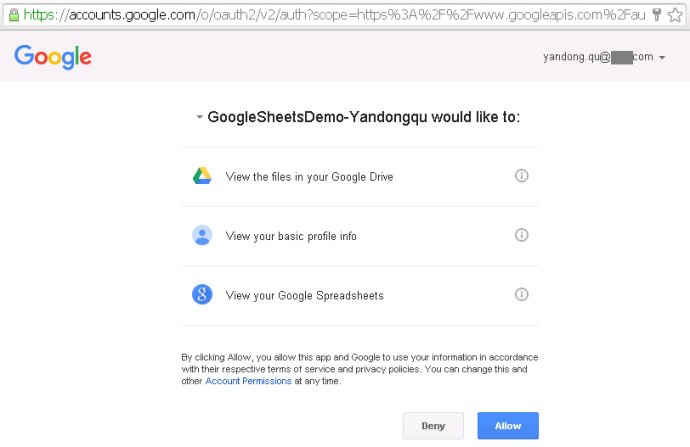 https://accounts.google.com/o/oauth2/v2/auth?scope=https%3A%2F%2Fwww.googleapis.com%2Fau
Google
yandong.qu@ com
GoogleSheetsDemo-Yandongqu would like to:
View the files in your Google Drive
View your basic profile info
8 View your Google Spreadsheets
By clicking Allow, you allow this app and Google to use your information in accordance
with their respective terms of service and privacy policies. You can change this and
other Account Permissions at any time.
Deny Allow